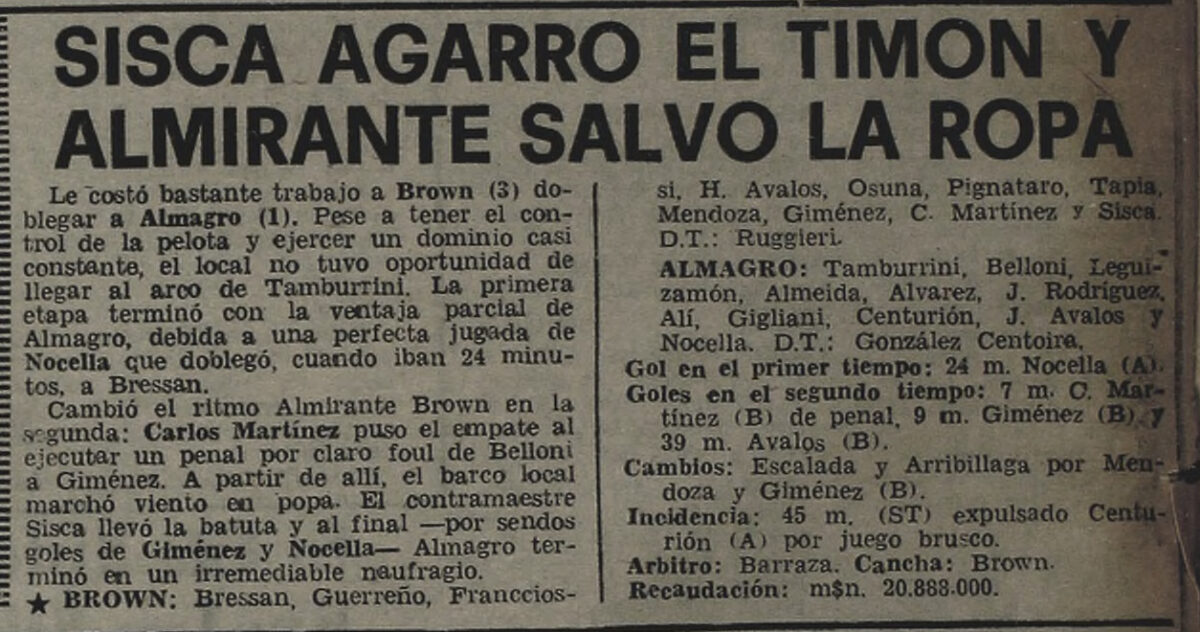 SISCA AGARRO EL TIMON Y
ALMIRANTE SALVO LA ROPA
Le costó bastante trabajo a Brown (3) do-
blegar a Almagro (1). Pese a tener el con-
trol de la pelota y ejercer un dominio casi
constante, el local no tuvo oportunidad de
llegar al arco de Tamburrini. La primera
etapa terminó con la ventaja parcial de
Almagro, debida a una perfecta jugada de
Nocella que doblegó, cuando iban 24 minu-
tos, a Bressan.
Cambió el ritmo Almirante Brown en la
segunda: Carlos Martínez puso el empate al
ejecutar un penal por claro foul de Belloni
a Giménez. A partir de allí, el barco local
marchó viento en popa. El contramaestre
Sisca llevó la batuta y al final —por sendos
goles de Giménez y Nocella— Almagro ter-
minó en un irremediable naufragio.
★ BROWN: Bressan, Guerreño, Franccios-
si, H. Avalos, Osuna, Pignataro, Tapia,
Mendoza, Giménez, C. Martínez y Sisca.
D.T.: Ruggieri.
ALMAGRO: Tamburrini, Belloni, Legui-
zamón, Almeida, Alvarez, J. Rodríguez,
Alí, Gigliani, Centurión, J. Avalos y
Nocella. D.T.: González Centoira.
Gol en el primer tiempo: 24 m. Nocella (A).
Goles en el segundo tiempo: 7 m. C. Mar-
tínez (B) de penal, 9 m. Giménez (B) y
39 m. Avalos (B).
Cambios: Escalada y Arribillaga por Men-
doza y Giménez (B).
Incidencia: 45 m. (ST) expulsado Centu-
rión (A) por juego brusco.
Arbitro: Barraza. Cancha: Brown.
Recaudación: m$n. 20.888.000.